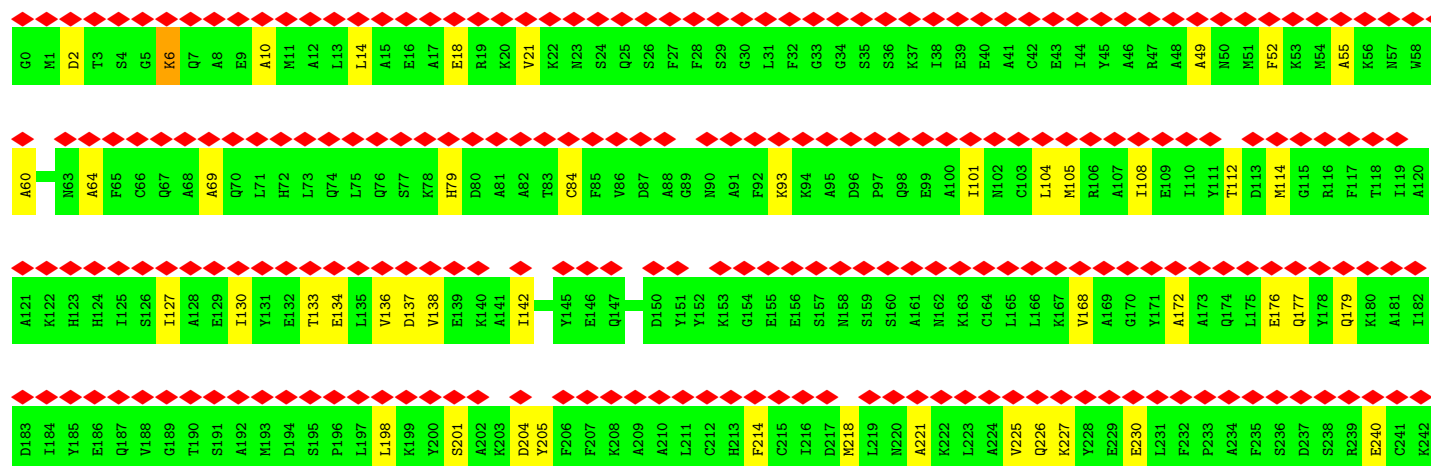 G0 M1 D2 T3 S4 G5 K6 Q7 A8 E9 A10 M11 A12 L13 L14 A15 E16 A17 E18 R19 K20 V21 K22 N23 S24 Q25 S26 F27 F28 S29 G30 L31 F32 G33 G34 S35 S36 K37 I38 E39 E40 A41 C42 E43 I44 Y45 A46 R47 A48 A49 N50 M51 F52 K53 M54 A55 K56 N57 W58
A60 N63 A64 F65 C66 Q67 A68 A69 Q70 L71 H72 L73 Q74 L75 Q76 S77 K78 H79 D80 A81 A82 T83 C84 F85 V86 D87 A88 G89 N90 A91 F92 K93 K94 A95 D96 P97 Q98 E99 A100 I101 N102 C103 L104 M105 R106 A107 I108 E109 I110 Y111 T112 D113 M114 G115 R116 F117 T118 I119 A120
A121 K122 H123 H124 I125 S126 I127 A128 E129 I130 Y131 E132 T133 E134 L135 V136 D137 V138 E139 K140 A141 I142 Y145 E146 Q147 D150 Y151 Y152 K153 G154 E155 E156 S157 N158 S159 S160 A161 N162 K163 C164 L165 L166 K167 V168 A169 G170 Y171 A172 A173 Q174 L175 E176 Q177 Y178 Q179 K180 A181 I182
D183 I184 Y185 E186 Q187 V188 G189 T190 S191 A192 M193 D194 S195 P196 L197 L198 K199 Y200 S201 A202 K203 D204 Y205 F206 F207 K208 A209 A210 L211 C212 H213 F214 C215 I216 D217 M218 L219 N220 A221 K222 L223 A224 V225 Q226 K227 Y228 E229 E230 L231 F232 P233 A234 F235 S236 D237 S238 R239 E240 C241 K242